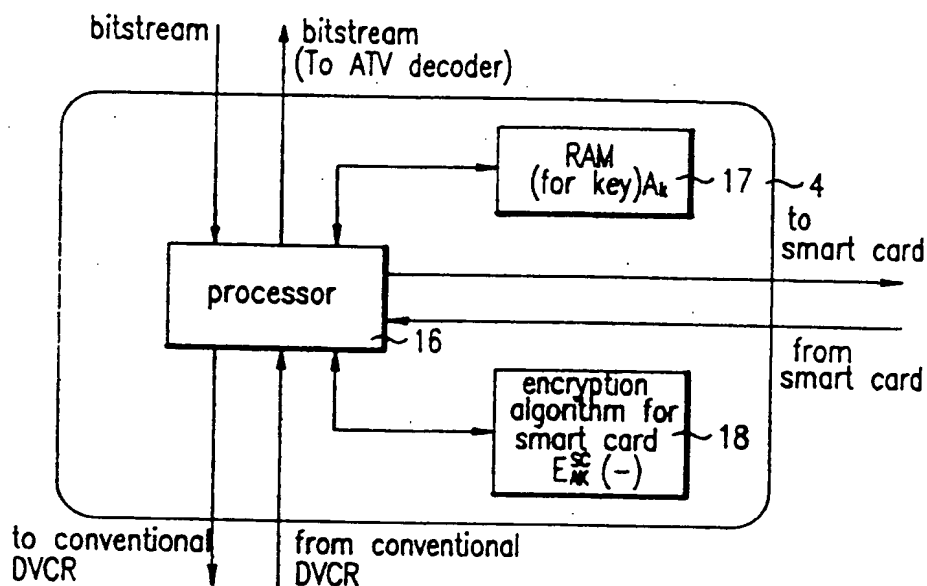 bitstream
bitstream
(To ATV decoder)
RAM
(for key)Ak
17
4
to
smart card
processor
16
from
smart card
encryption
algorithm for
smart card
E SC AK (-)
18
to conventional
DVCR
from conventional
DVCR